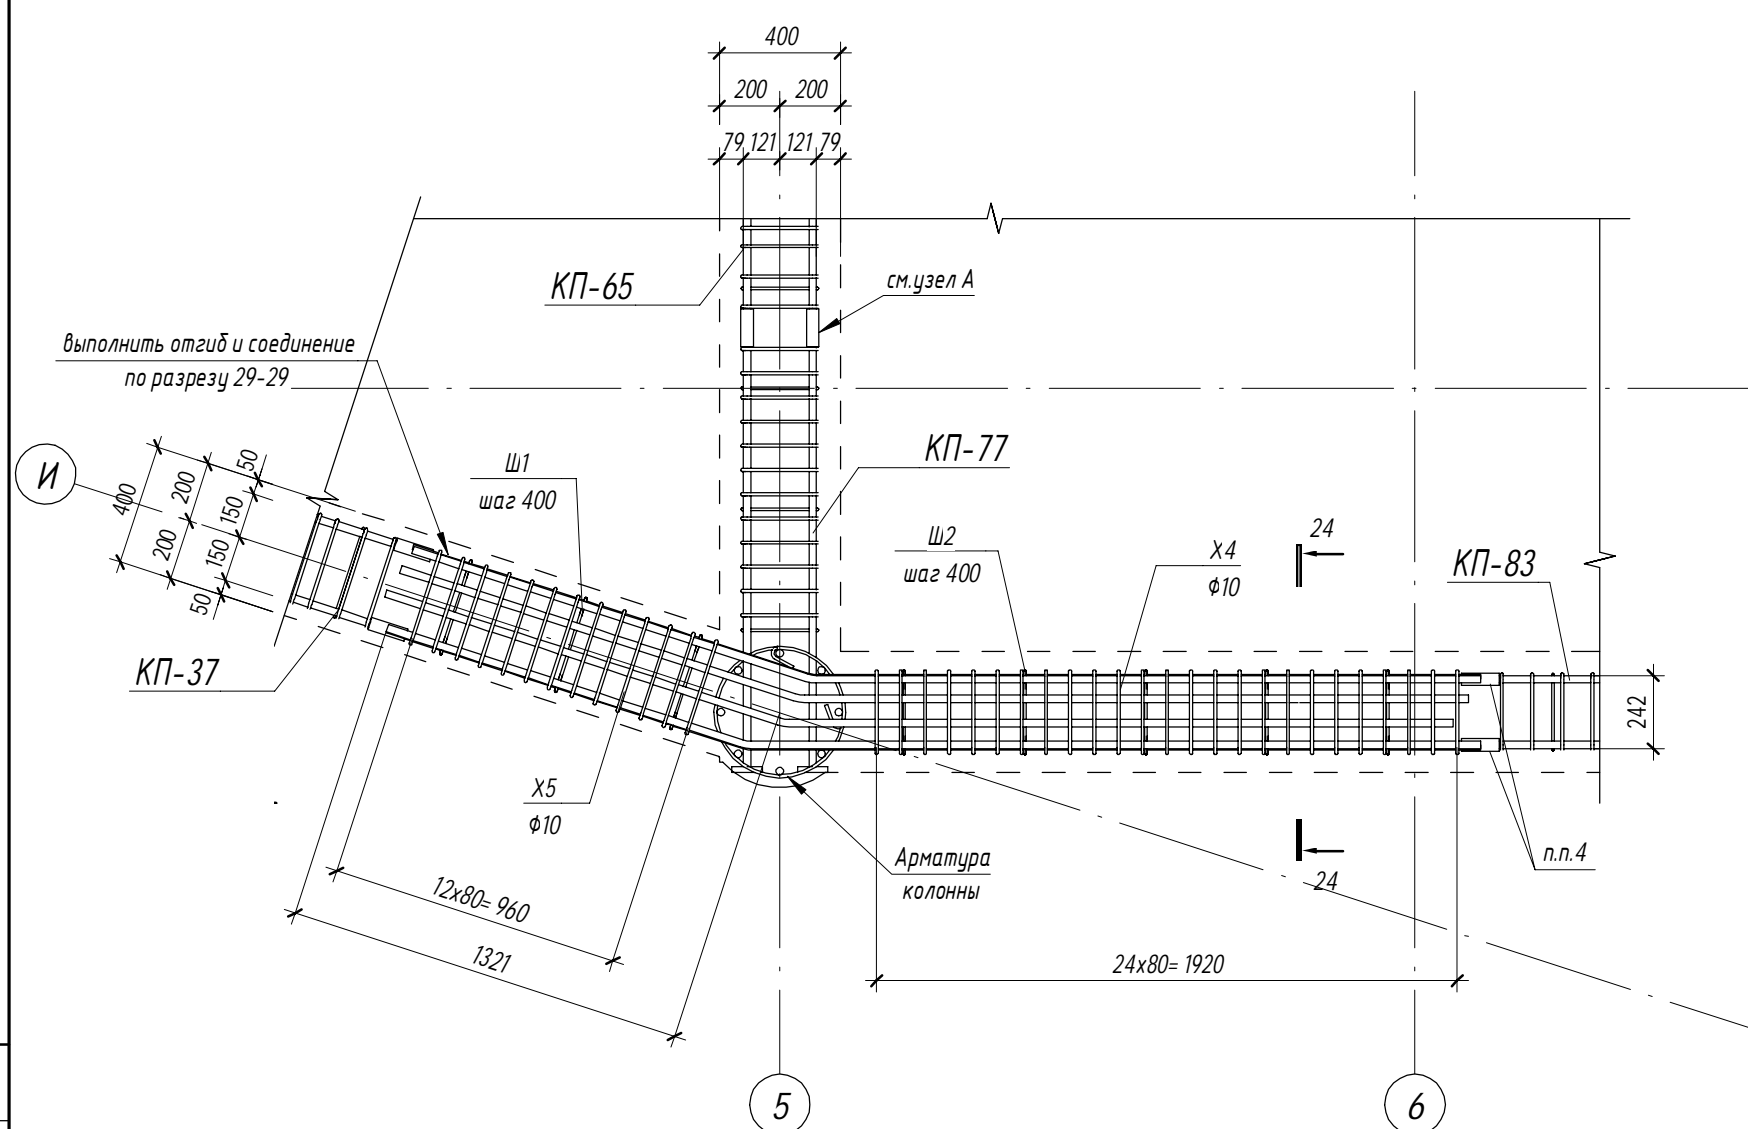 400
200 200
79 121 121 79
КП-65
см.узел А
выполнить отгиб и соединение
по разрезу 29-29
И
400
200
200
50
150
150
50
Ш1
шаг 400
КП-77
Ш2
шаг 400
Х4
ф10
24
КП-83
КП-37
242
Х5
ф10
Арматура
колонны
п.п.4
24
12х80= 960
1321
24х80= 1920
5
6